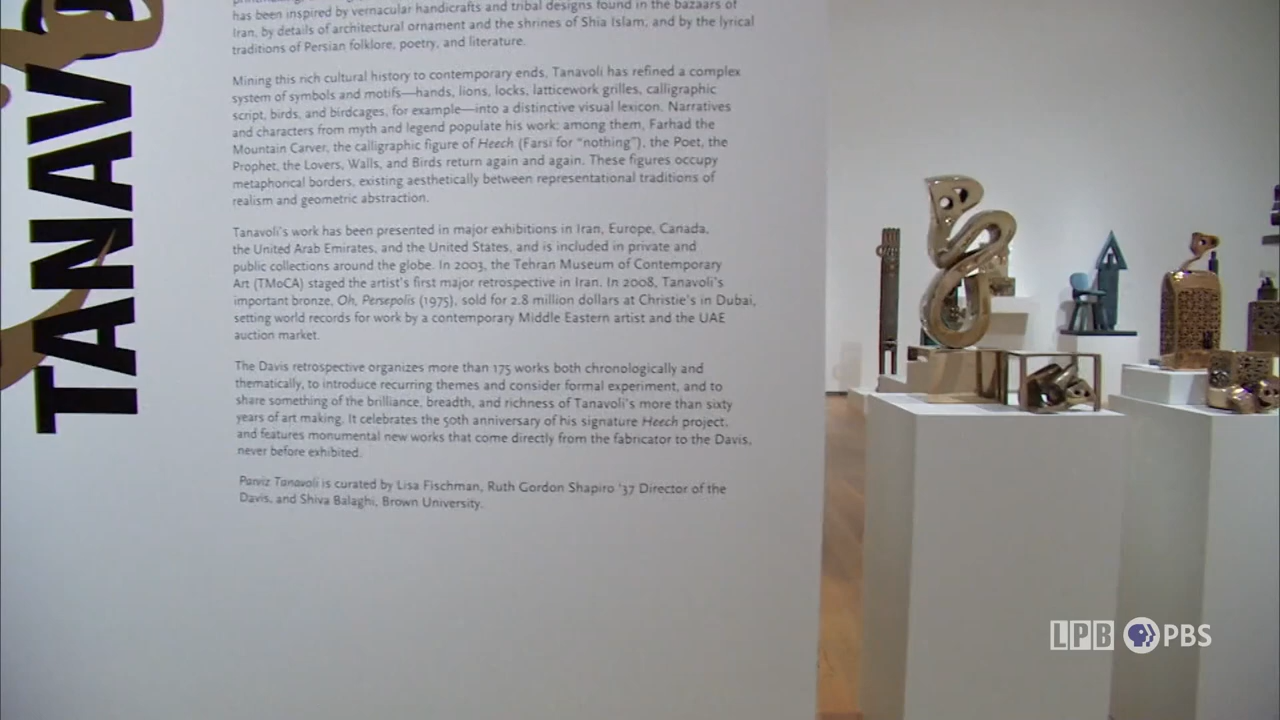 TANAVO
has been inspired by vernacular handicrafts and tribal designs found in the bazaars of
Iran, by details of architectural ornament and the shrines of Shia Islam, and by the lyrical
traditions of Persian folklore, poetry, and literature.
Mining this rich cultural history to contemporary ends, Tanavoli has refined a complex
system of symbols and motifs—hands, lions, locks, latticework grilles, calligraphic
script, birds, and birdcages, for example—into a distinctive visual lexicon. Narratives
and characters from myth and legend populate his work: among them, Farhad the
Mountain Carver, the calligraphic figure of Heech (Farsi for “nothing”), the Poet, the
Prophet, the Lovers, Walls, and Birds return again and again. These figures occupy
metaphorical borders, existing aesthetically between representational traditions of
realism and geometric abstraction.
Tanavoli's work has been presented in major exhibitions in Iran, Europe, Canada,
the United Arab Emirates, and the United States, and is included in private and
public collections around the globe. In 2003, the Tehran Museum of Contemporary
Art (TMoCA) staged the artist's first major retrospective in Iran. In 2008, Tanavoli's
important bronze, Oh, Persepolis (1975), sold for 2.8 million dollars at Christie's in Dubai,
setting world records for work by a contemporary Middle Eastern artist and the UAE
auction market.
The Davis retrospective organizes more than 175 works both chronologically and
thematically, to introduce recurring themes and consider formal experiment, and to
share something of the brilliance, breadth, and richness of Tanavoli's more than sixty
years of art making. It celebrates the 50th anniversary of his signature Heech project,
and features monumental new works that come directly from the fabricator to the Davis,
never before exhibited.
Parviz Tanavoli is curated by Lisa Fischman, Ruth Gordon Shapiro '37 Director of the
Davis, and Shiva Balaghi, Brown University.
LPB PBS